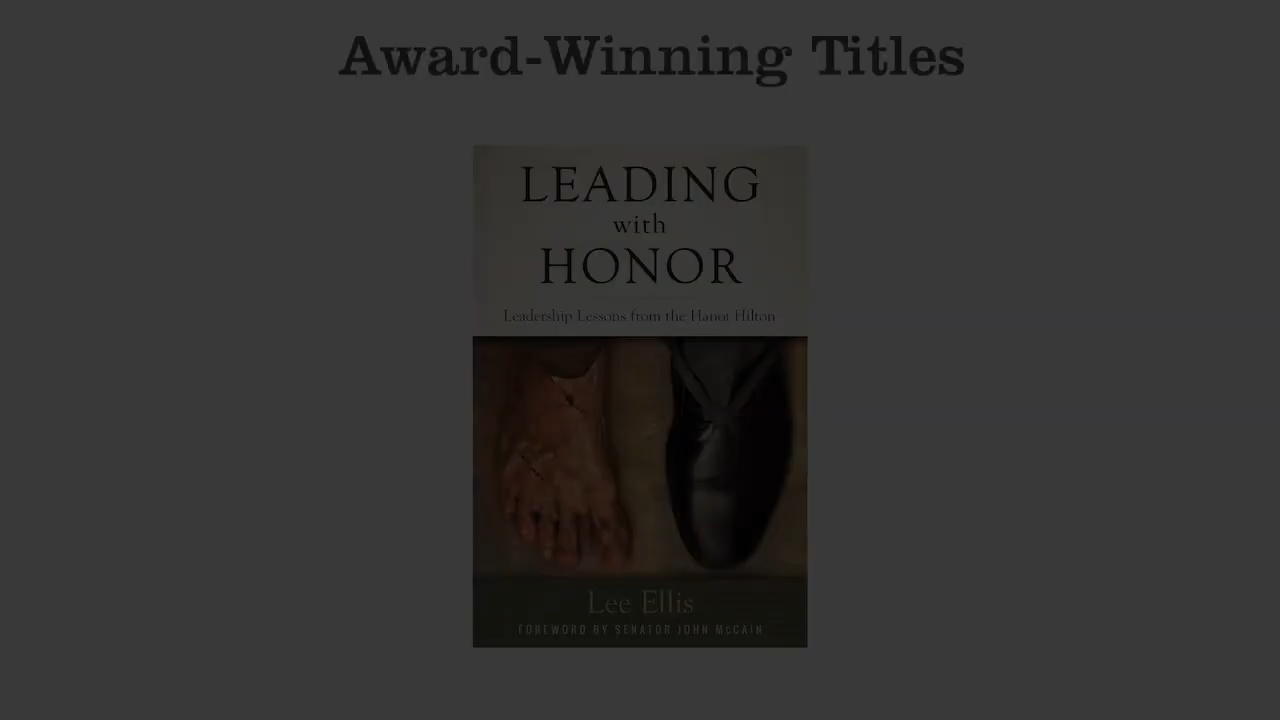 Award-Winning Titles
LEADING
with
HONOR
Leadership Lessons from the Hanoi Hilton
Lee Ellis
FOREWORD BY SENATOR JOHN McCAIN